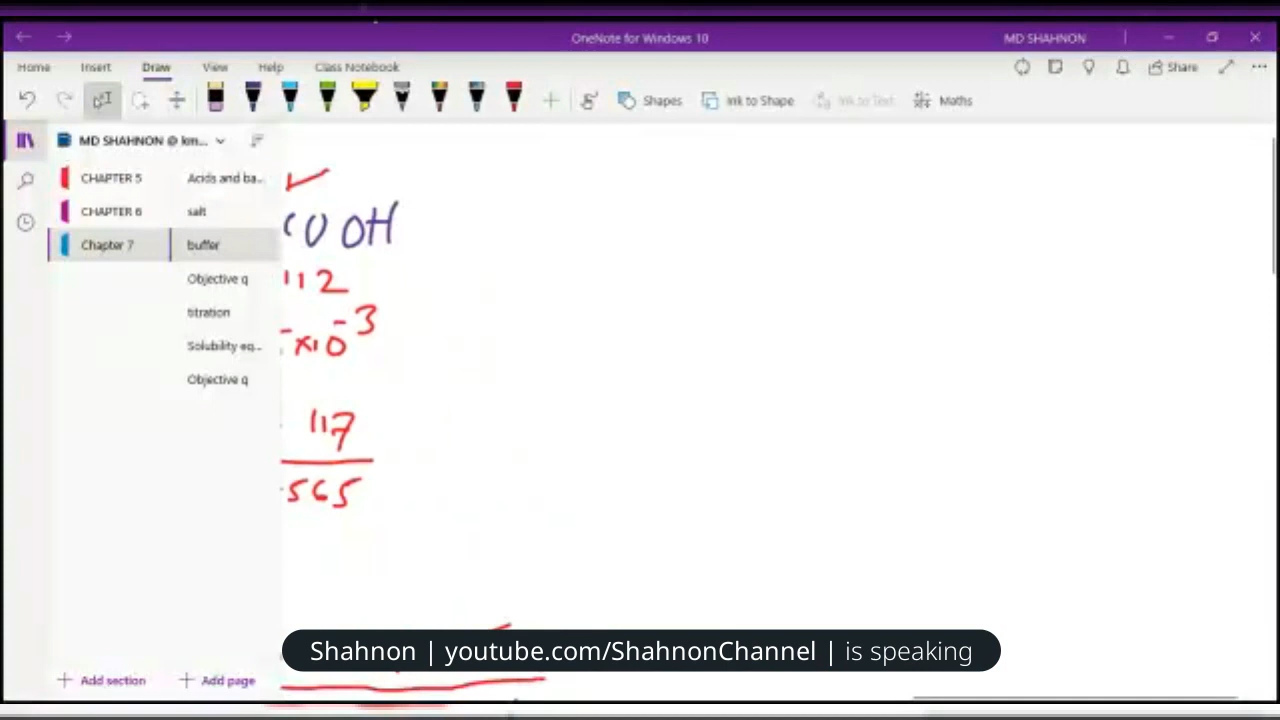 OneNote for Windows 10
MD SHAHNON
Home Insert Draw View Help Class Notebook
Share
Shapes Ink to Shape Ink to Text Maths
MD SHAHNON @ km...
CHAPTER 5
CHAPTER 6
Chapter 7
Acids and ba...
salt
buffer
Objective q
titration
Solubility eq...
Objective q
COOH
112
×10⁻³
117
565
Shahnon | youtube.com/ShahnonChannel | is speaking
Add section
Add page